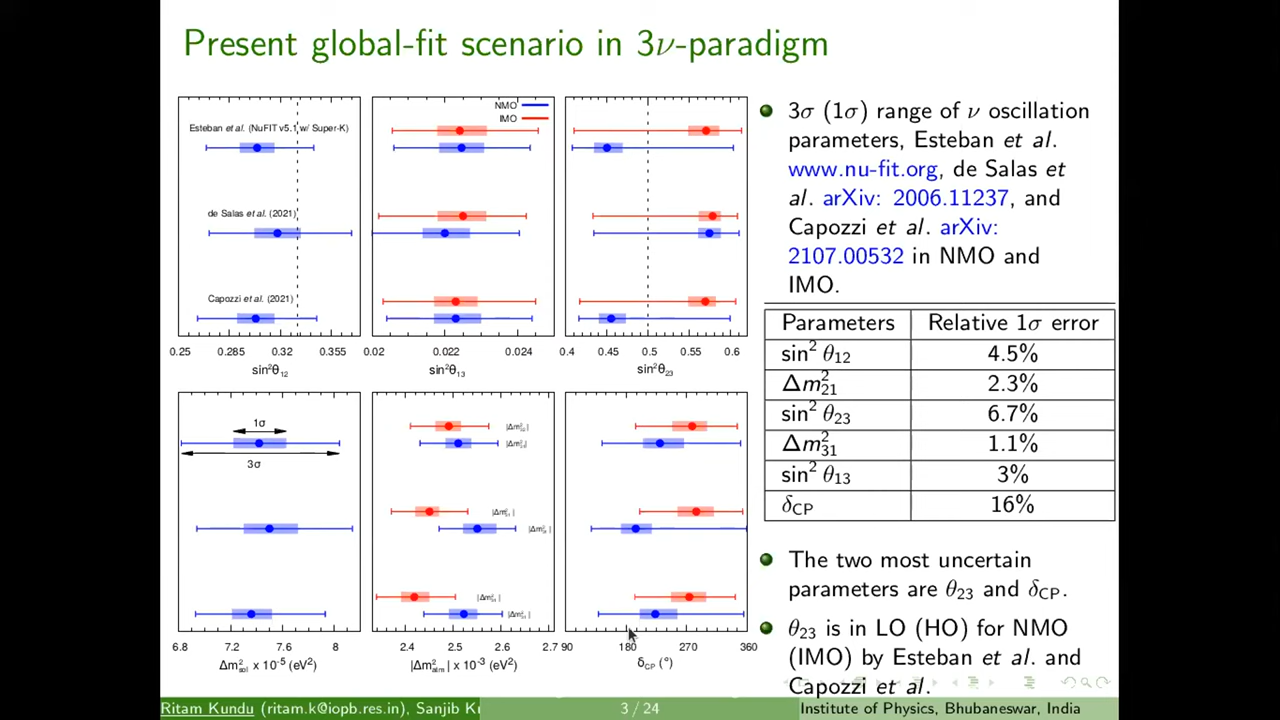 Present global-fit scenario in 3ν-paradigm
NMO
IMO
Esteban et al. (NuFIT v5.1 w/ Super-K)
de Salas et al. (2021)
Capozzi et al. (2021)
0.25 0.285 0.32 0.355
sin²θ₁₂
0.02 0.022 0.024
sin²θ₁₃
0.4 0.45 0.5 0.55 0.6
sin²θ₂₃
1σ
3σ
6.8 7.2 7.6 8
Δm²sol x 10⁻⁵ (eV²)
2.4 2.5 2.6 2.7
|Δm²atm| x 10⁻³ (eV²)
90 180 270 360
δCP (°)
3σ (1σ) range of ν oscillation
parameters, Esteban et al.
www.nu-fit.org, de Salas et
al. arXiv: 2006.11237, and
Capozzi et al. arXiv:
2107.00532 in NMO and
IMO.
Parameters Relative 1σ error
sin² θ₁₂ 4.5%
Δm²₂₁ 2.3%
sin² θ₂₃ 6.7%
Δm²₃₁ 1.1%
sin² θ₁₃ 3%
δCP 16%
The two most uncertain
parameters are θ₂₃ and δCP.
θ₂₃ is in LO (HO) for NMO
(IMO) by Esteban et al. and
Capozzi et al.
Ritam Kundu (ritam.k@iopb.res.in), Sanjib
3 / 24
Institute of Physics, Bhubaneswar, India